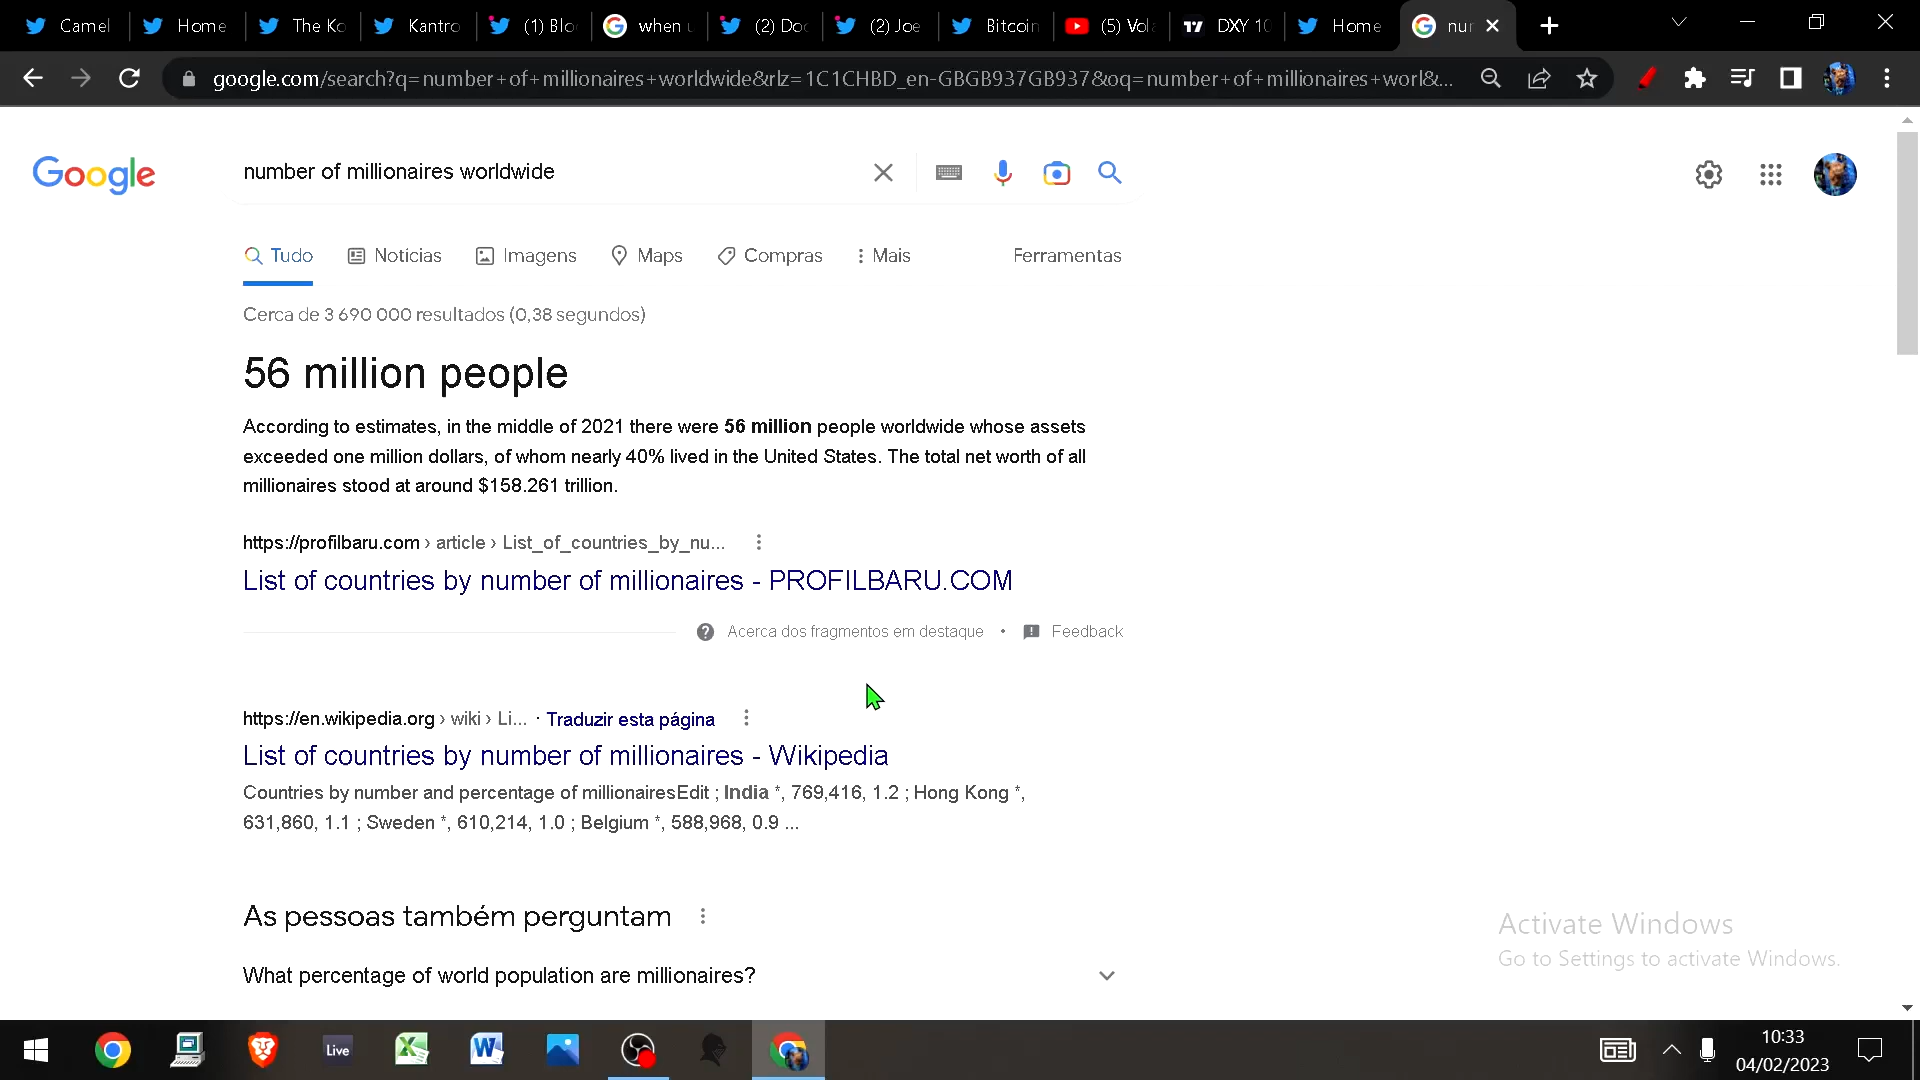 Camel Home The Ko Kantro (1) Blo when u (2) Doc (2) Joe Bitcoin (5) Vol DXY 10 Home nur
google.com/search?q=number+of+millionaires+worldwide&rlz=1C1CHBD_en-GBGB937GB937&oq=number+of+millionaires+worl&...
Google
number of millionaires worldwide
Tudo Notícias Imagens Maps Compras Mais Ferramentas
Cerca de 3 690 000 resultados (0,38 segundos)
56 million people
According to estimates, in the middle of 2021 there were 56 million people worldwide whose assets
exceeded one million dollars, of whom nearly 40% lived in the United States. The total net worth of all
millionaires stood at around $158.261 trillion.
https://profilbaru.com › article › List_of_countries_by_nu...
List of countries by number of millionaires - PROFILBARU.COM
Acerca dos fragmentos em destaque • Feedback
https://en.wikipedia.org › wiki › Li... · Traduzir esta página
List of countries by number of millionaires - Wikipedia
Countries by number and percentage of millionairesEdit ; India *, 769,416, 1.2 ; Hong Kong *,
631,860, 1.1 ; Sweden *, 610,214, 1.0 ; Belgium *, 588,968, 0.9 ...
As pessoas também perguntam
What percentage of world population are millionaires?
Activate Windows
Go to Settings to activate Windows.
Live
10:33
04/02/2023